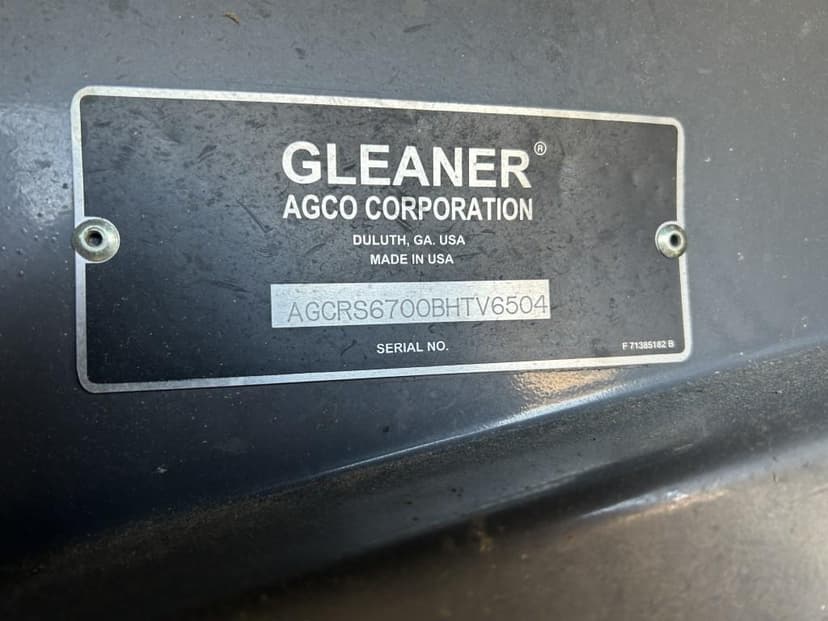 GLEANER®
AGCO CORPORATION
DULUTH, GA. USA
MADE IN USA
AGCRS6700BHTV6504
SERIAL NO.
F 71385182 B